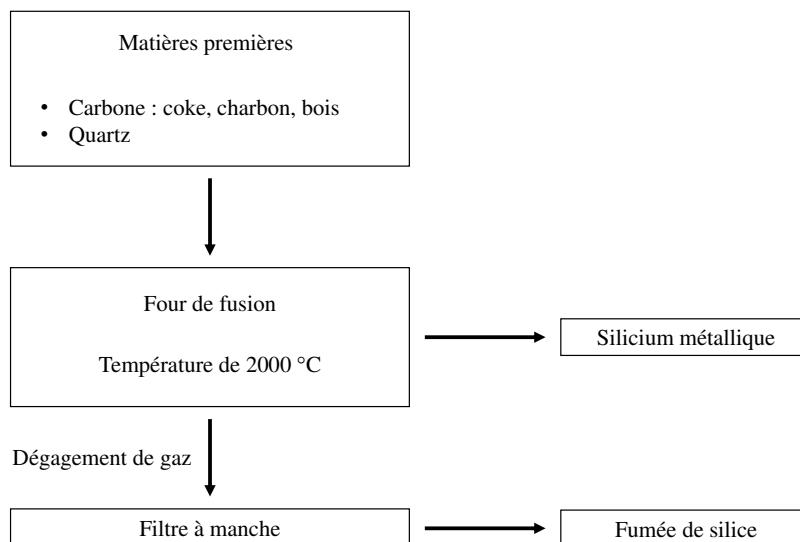 Matières premières
• Carbone : coke, charbon, bois
• Quartz
Four de fusion
Température de 2000 °C
Silicium métallique
Dégagement de gaz
Filtre à manche
Fumée de silice